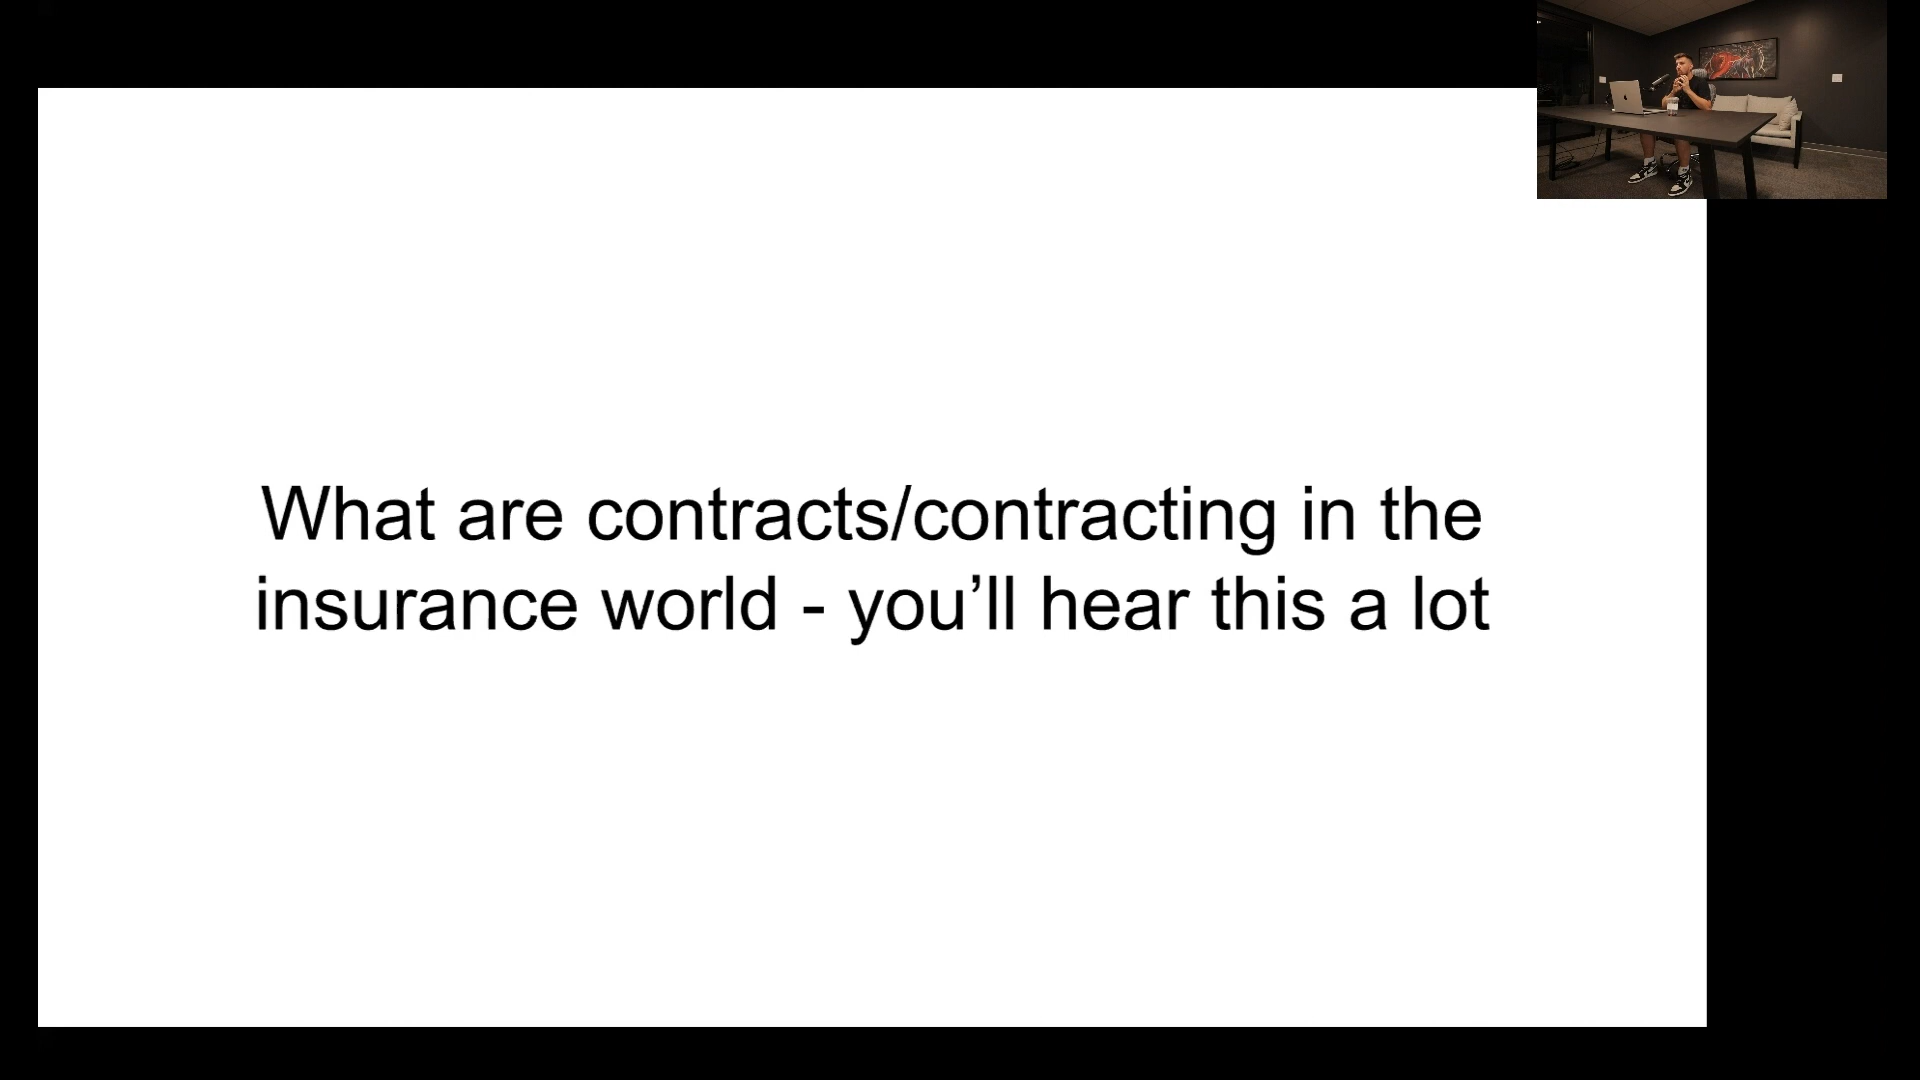 What are contracts/contracting in the
insurance world - you’ll hear this a lot